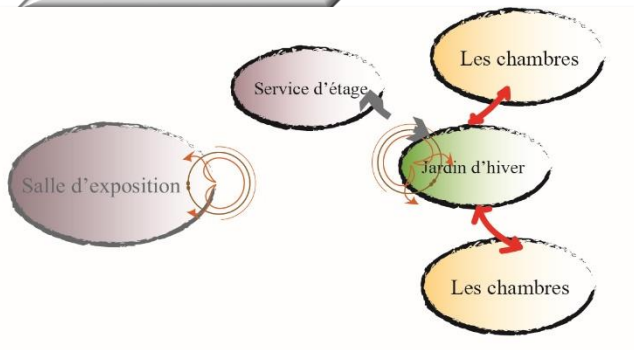 Les chambres
Service d'étage
Salle d'exposition
Jardin d'hiver
Les chambres